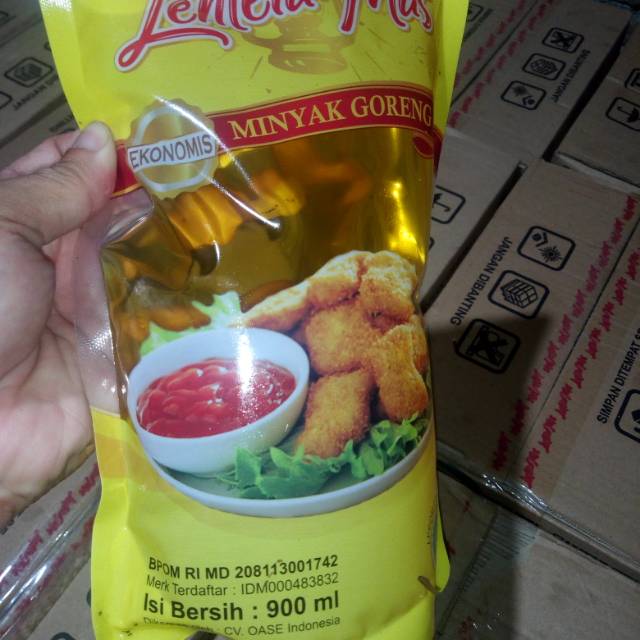 Lentera Mas
EKONOMIS
MINYAK GORENG
BPOM RI MD 208113001742
Merk Terdaftar : IDM000483832
Isi Bersih : 900 ml
CV. OASE Indonesia
JANGAN DIBANTING
SIMPAN DITEMPAT